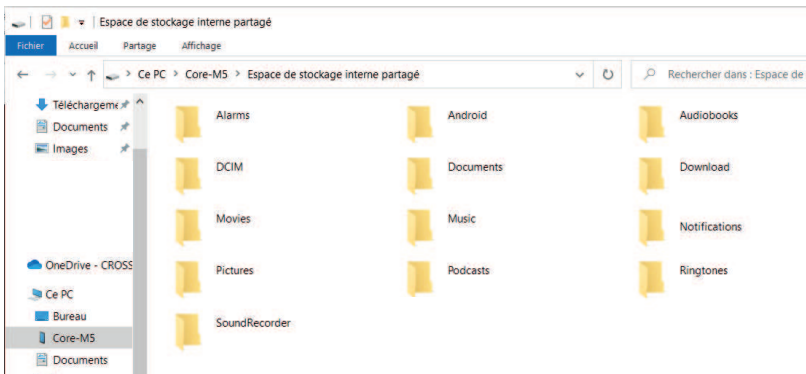 Espace de stockage interne partagé
Fichier Accueil Partage Affichage
Ce PC > Core-M5 > Espace de stockage interne partagé
Rechercher dans : Espace de
Téléchargeme
Documents
Images
OneDrive - CROSS
Ce PC
Bureau
Core-M5
Documents
Alarms Android Audiobooks
DCIM Documents Download
Movies Music Notifications
Pictures Podcasts Ringtones
SoundRecorder